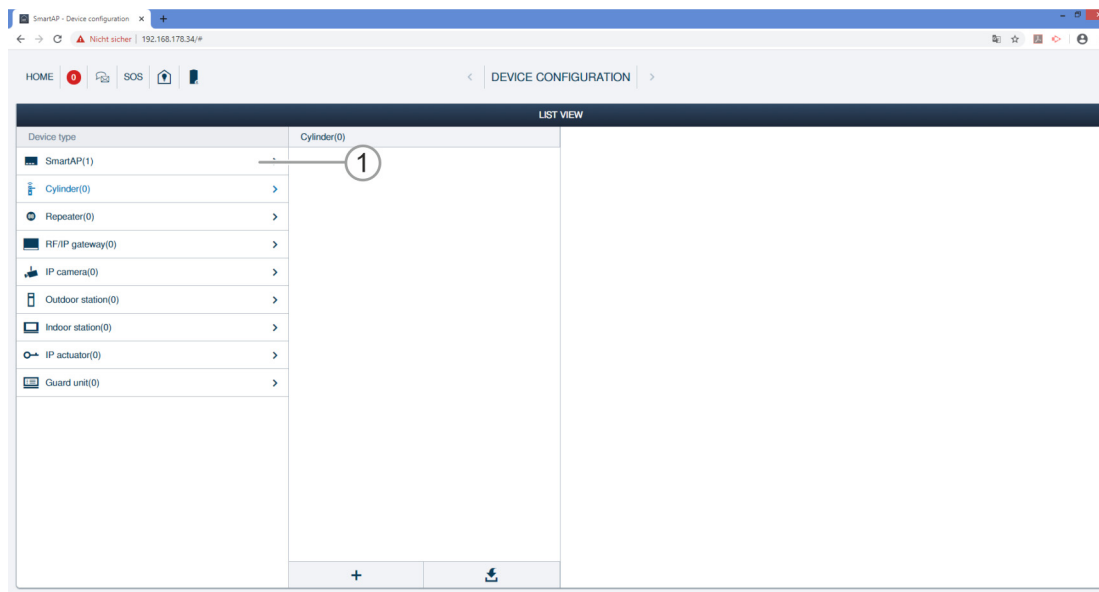 SmartAP - Device configuration × +
Nicht sicher | 192.168.178.34/#
HOME 0 SOS < DEVICE CONFIGURATION >
LIST VIEW
Device type Cylinder(0)
SmartAP(1) 1
Cylinder(0)
Repeater(0)
RF/IP gateway(0)
IP camera(0)
Outdoor station(0)
Indoor station(0)
IP actuator(0)
Guard unit(0)
+